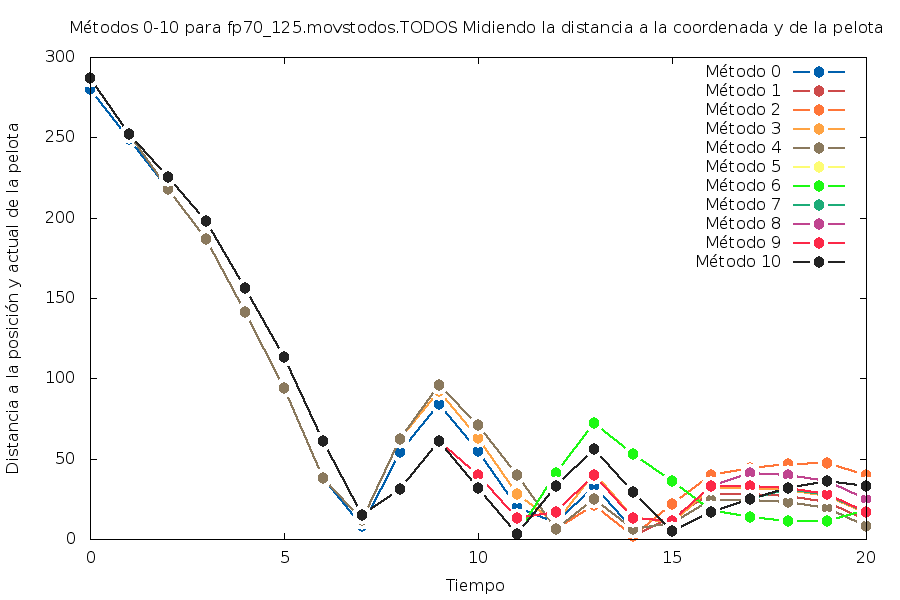 Métodos 0-10 para fp70_125.movstodos.TODOS Midiendo la distancia a la coordenada y de la pelota
Distancia a la posición y actual de la pelota
300
250
200
150
100
50
0
Método 0
Método 1
Método 2
Método 3
Método 4
Método 5
Método 6
Método 7
Método 8
Método 9
Método 10
0
5
10
15
20
Tiempo